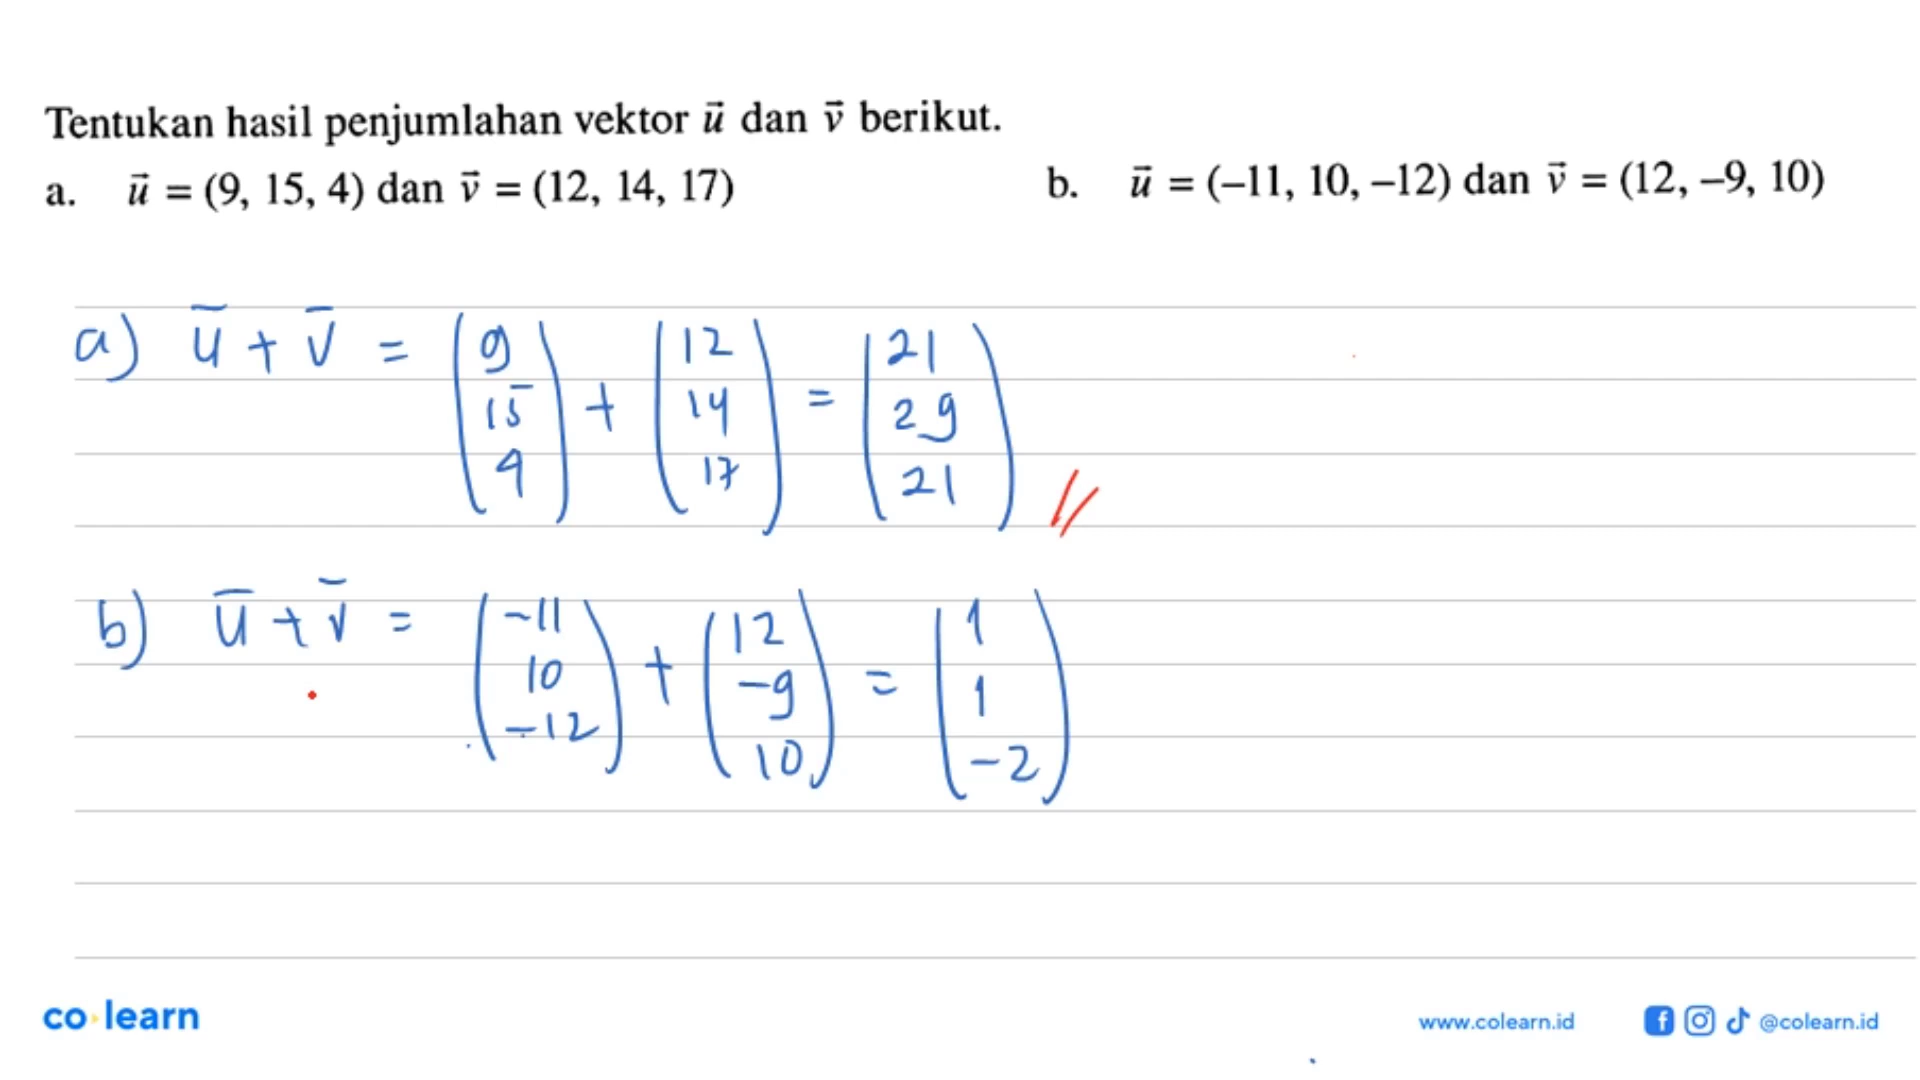 Tentukan hasil penjumlahan vektor u⃗ dan v⃗ berikut.
a. u⃗ = (9, 15, 4) dan v⃗ = (12, 14, 17)
b. u⃗ = (–11, 10, –12) dan v⃗ = (12, –9, 10)
a) u̅ + v̅ = (9 15 4) + (12 14 17) = (21 29 21) //
b) u̅ + v̅ = (-11 10 -12) + (12 -9 10) = (1 1 -2)
co learn
www.colearn.id
@colearn.id